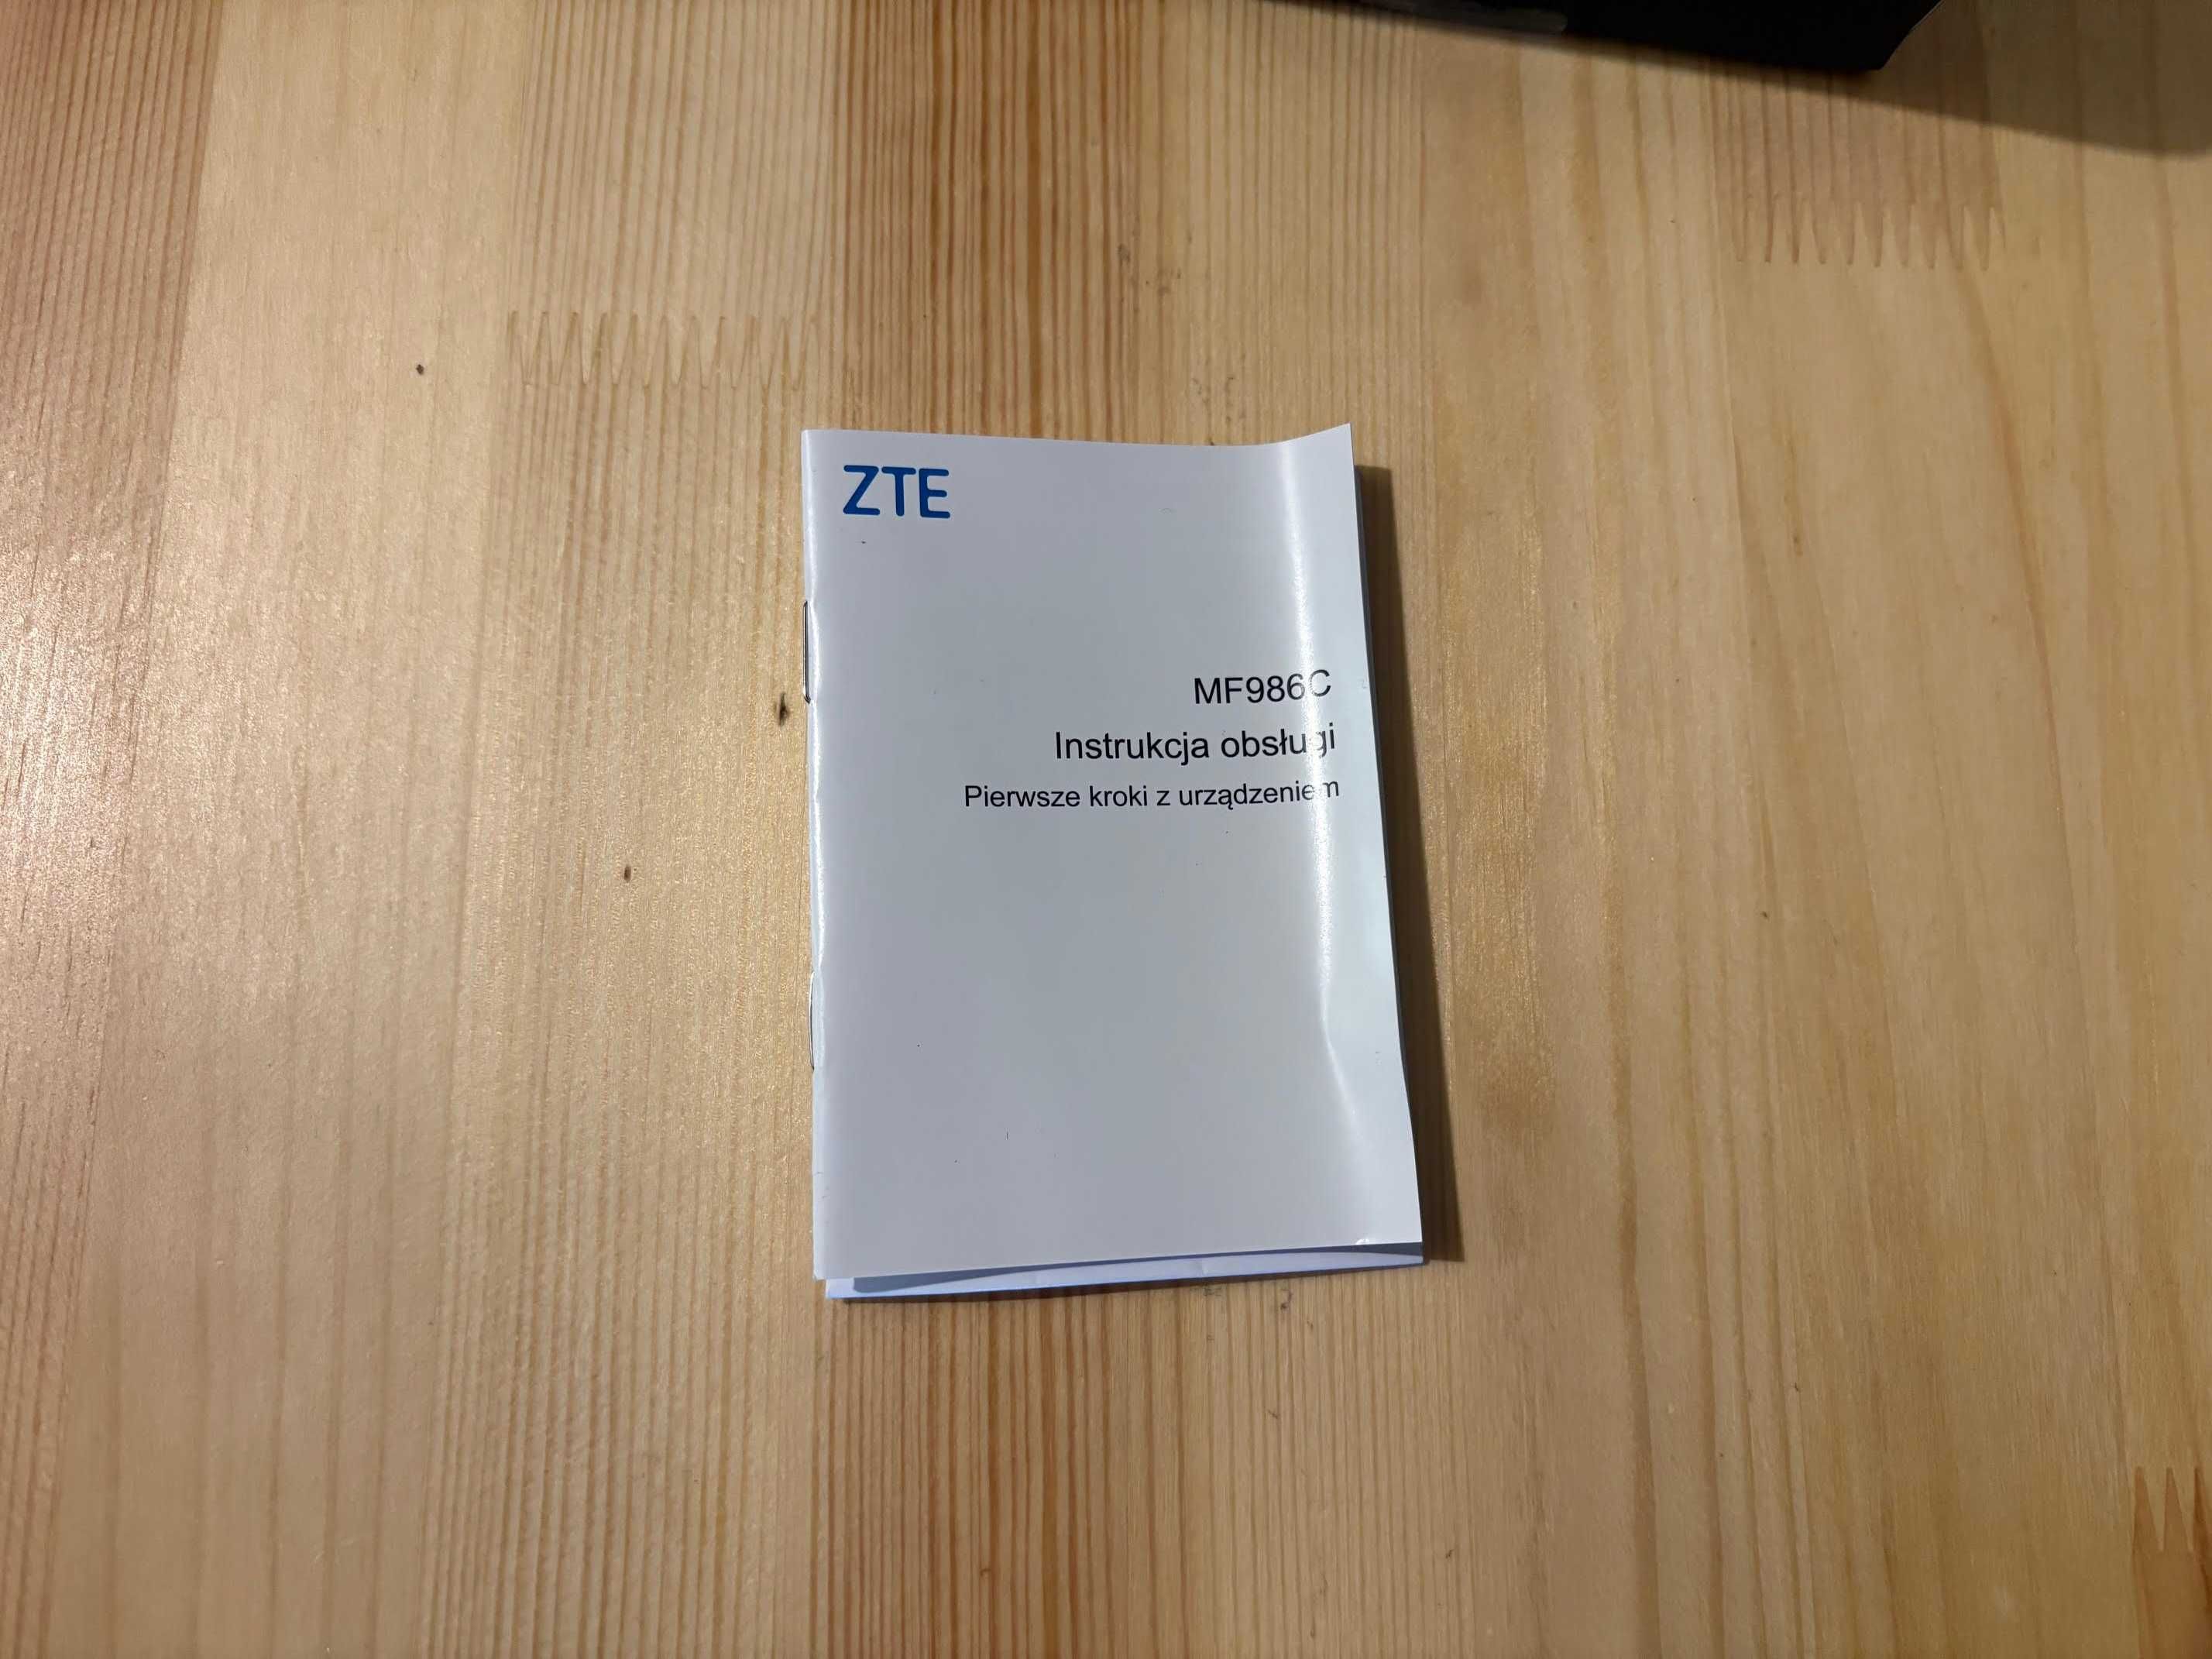 ZTE
MF986C
Instrukcja obsługi
Pierwsze kroki z urządzeniem